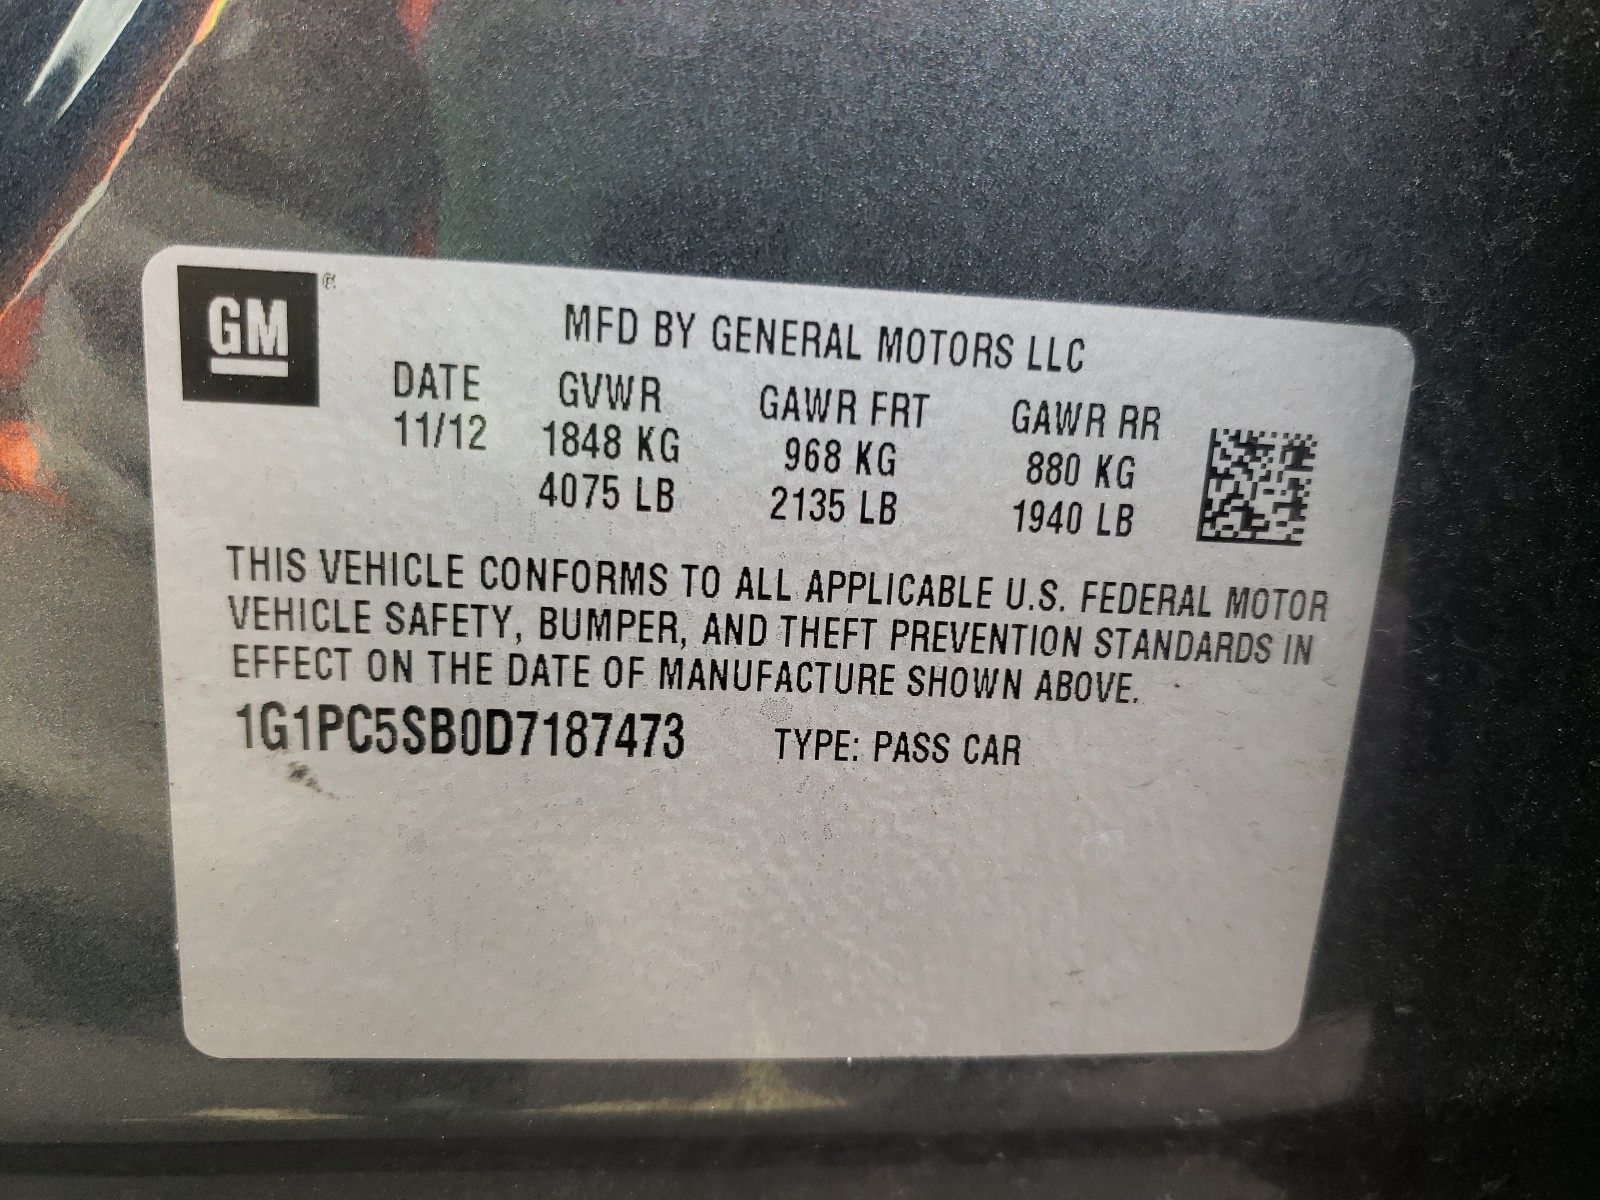 GM®
MFD BY GENERAL MOTORS LLC
DATE GVWR GAWR FRT GAWR RR
11/12 1848 KG 968 KG 880 KG
4075 LB 2135 LB 1940 LB
THIS VEHICLE CONFORMS TO ALL APPLICABLE U.S. FEDERAL MOTOR
VEHICLE SAFETY, BUMPER, AND THEFT PREVENTION STANDARDS IN
EFFECT ON THE DATE OF MANUFACTURE SHOWN ABOVE.
1G1PC5SB0D7187473 TYPE: PASS CAR